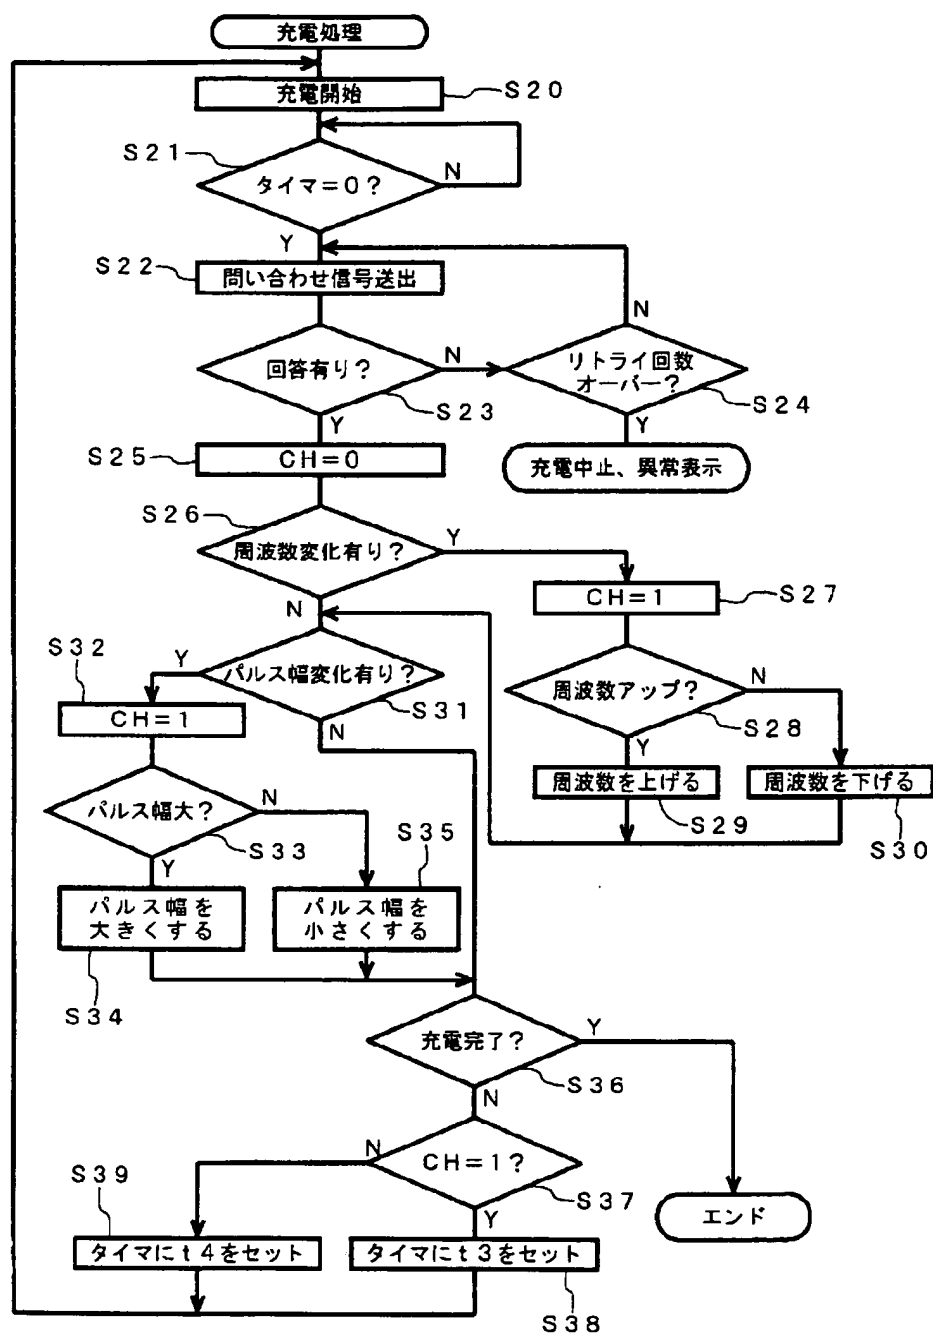 充電処理
充電開始
S20
S21
タイマ=0?
N
Y
S22
問い合わせ信号送出
N
回答有り?
N
リトライ回数
オーバー?
S23
S24
Y
Y
S25
CH=0
充電中止、異常表示
S26
周波数変化有り?
Y
N
CH=1
S27
S32
Y
パルス幅変化有り?
S31
N
CH=1
周波数アップ?
N
S28
Y
周波数を上げる
周波数を下げる
S29
S30
パルス幅大?
N
S33
S35
Y
パルス幅を
大きくする
パルス幅を
小さくする
S34
充電完了?
Y
S36
N
N
CH=1?
S37
S39
Y
エンド
タイマにt4をセット
タイマにt3をセット
S38